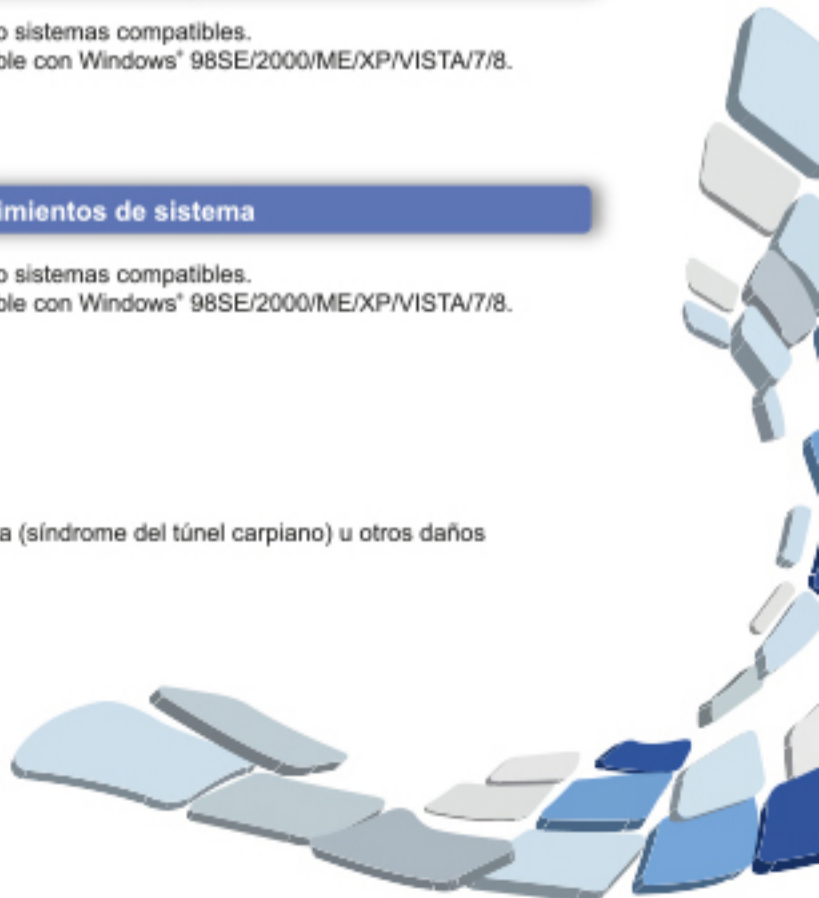 o sistemas compatibles.
ble con Windows® 98SE/2000/ME/XP/VISTA/7/8.
imientos de sistema
o sistemas compatibles.
ble con Windows® 98SE/2000/ME/XP/VISTA/7/8.
a (síndrome del túnel carpiano) u otros daños